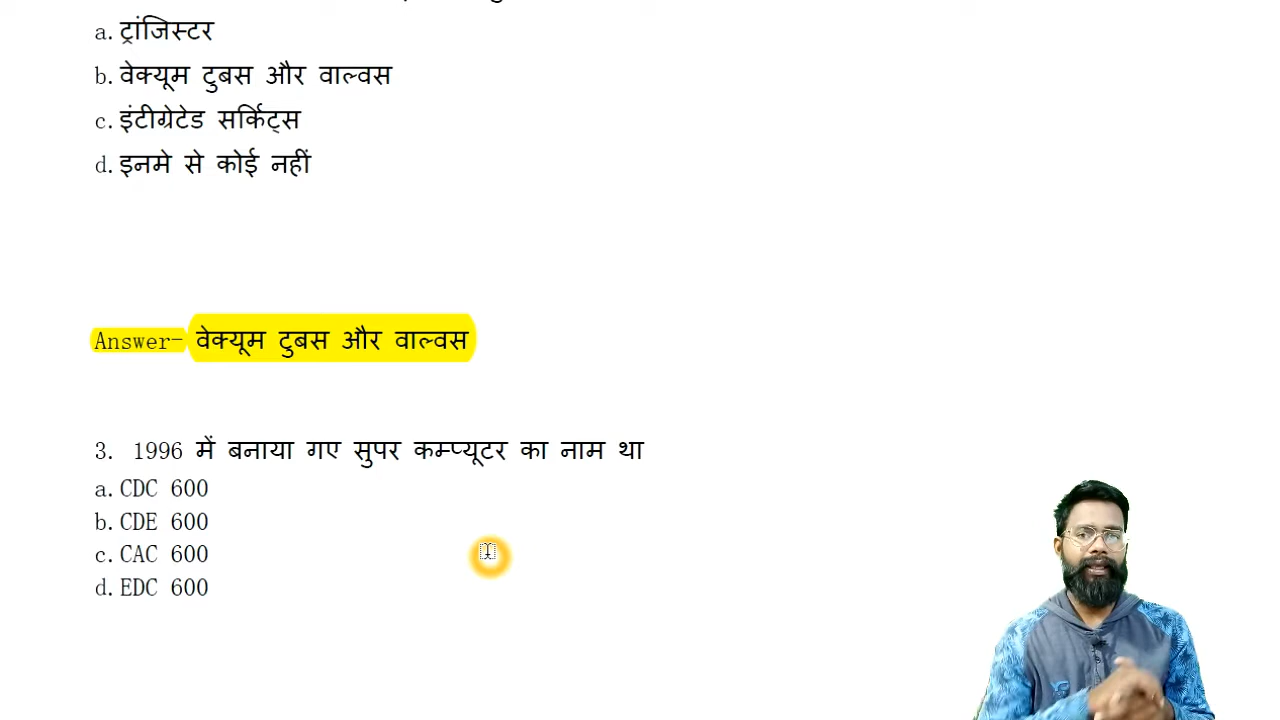 a. ट्रांजिस्टर
b. वेक्यूम टुबस और वाल्वस
c. इंटीग्रेटेड सर्किट्स
d. इनमे से कोई नहीं
Answer- वेक्यूम टुबस और वाल्वस
3. 1996 में बनाया गए सुपर कम्प्यूटर का नाम था
a. CDC 600
b. CDE 600
c. CAC 600
d. EDC 600